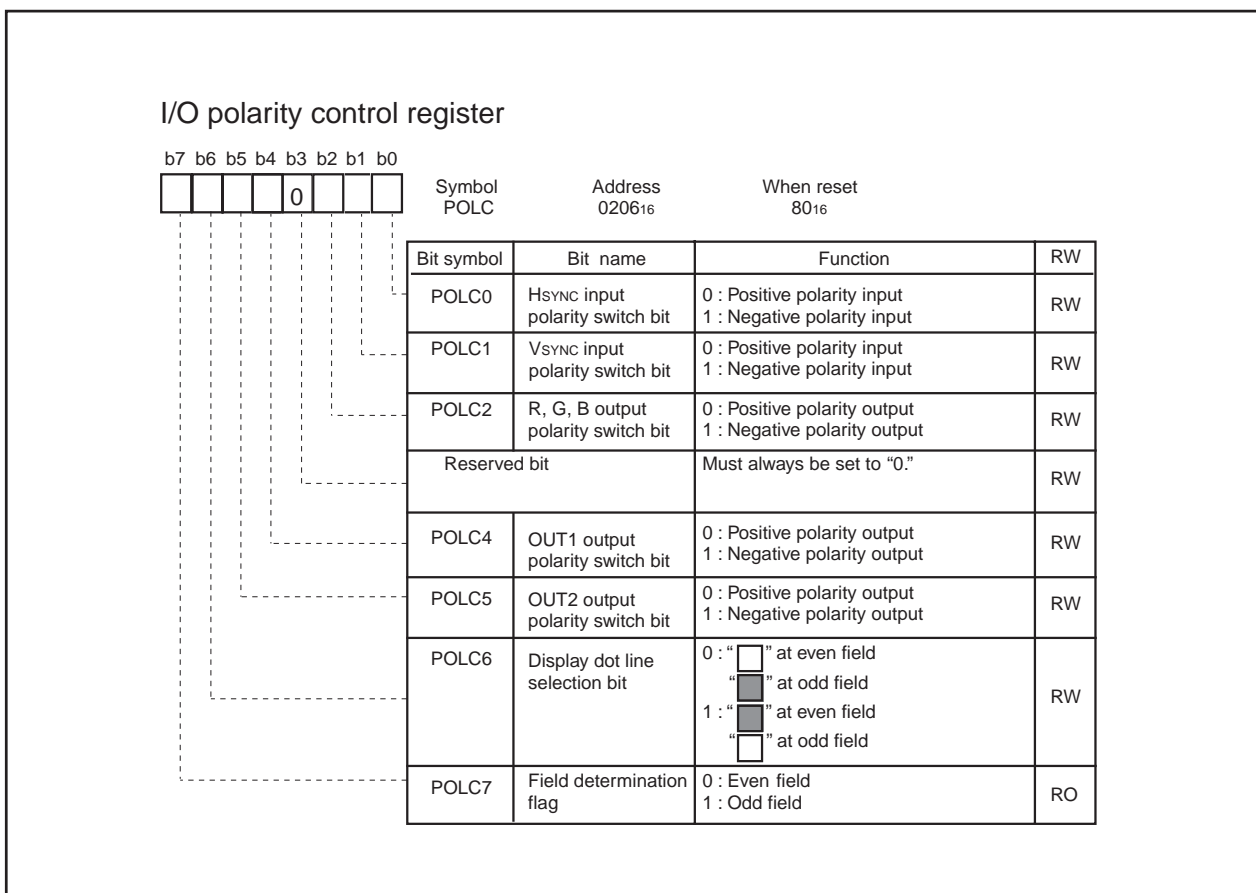 I/O polarity control register
b7 b6 b5 b4 b3 b2 b1 b0
0
Symbol Address When reset
POLC 020616 8016
Bit symbol Bit name Function RW
POLC0 HSYNC input polarity switch bit 0 : Positive polarity input RW
1 : Negative polarity input
POLC1 VSYNC input polarity switch bit 0 : Positive polarity input RW
1 : Negative polarity input
POLC2 R, G, B output polarity switch bit 0 : Positive polarity output RW
1 : Negative polarity output
Reserved bit Must always be set to “0.” RW
POLC4 OUT1 output polarity switch bit 0 : Positive polarity output RW
1 : Negative polarity output
POLC5 OUT2 output polarity switch bit 0 : Positive polarity output RW
1 : Negative polarity output
POLC6 Display dot line selection bit 0 : “ ” at even field RW
“ ” at odd field
1 : “ ” at even field
“ ” at odd field
POLC7 Field determination flag 0 : Even field RO
1 : Odd field